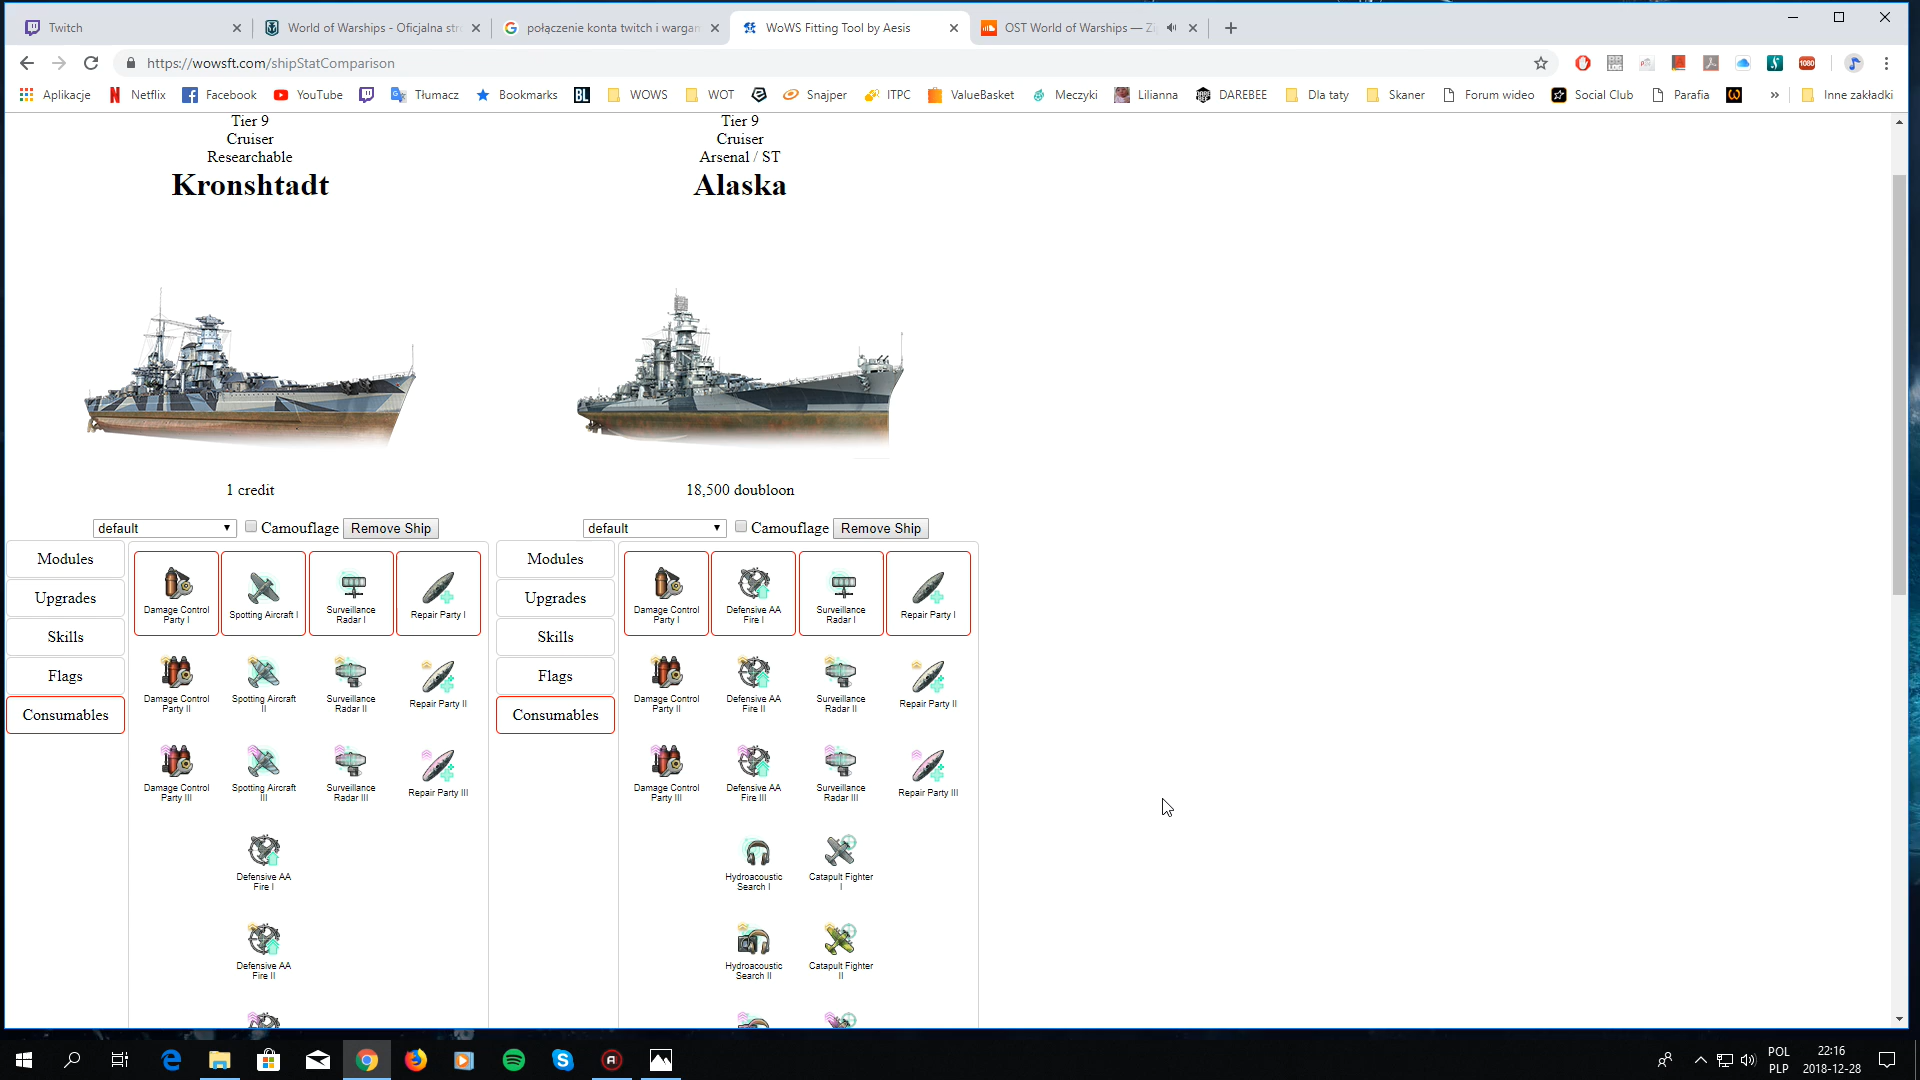 Twitch
World of Warships - Oficjalna str
połączenie konta twitch i wargam
WoWS Fitting Tool by Aesis
OST World of Warships — Zi
https://wowsft.com/shipStatComparison
Aplikacje
Netflix
Facebook
YouTube
Tłumacz
Bookmarks
BL
WOWS
WOT
Snajper
ITPC
ValueBasket
Meczyki
Lilianna
DAREBEE
Dla taty
Skaner
Forum wideo
Social Club
Parafia
»
Inne zakładki
1080
Tier 9
Cruiser
Researchable
Kronshtadt
1 credit
default
Camouflage
Remove Ship
Modules
Upgrades
Skills
Flags
Consumables
Damage Control Party I
Spotting Aircraft I
Surveillance Radar I
Repair Party I
Damage Control Party II
Spotting Aircraft II
Surveillance Radar II
Repair Party II
Damage Control Party III
Spotting Aircraft III
Surveillance Radar III
Repair Party III
Defensive AA Fire I
Defensive AA Fire II
Tier 9
Cruiser
Arsenal / ST
Alaska
18,500 doubloon
default
Camouflage
Remove Ship
Modules
Upgrades
Skills
Flags
Consumables
Damage Control Party I
Defensive AA Fire I
Surveillance Radar I
Repair Party I
Damage Control Party II
Defensive AA Fire II
Surveillance Radar II
Repair Party II
Damage Control Party III
Defensive AA Fire III
Surveillance Radar III
Repair Party III
Hydroacoustic Search I
Catapult Fighter I
Hydroacoustic Search II
Catapult Fighter II
POL
PLP
22:16
2018-12-28